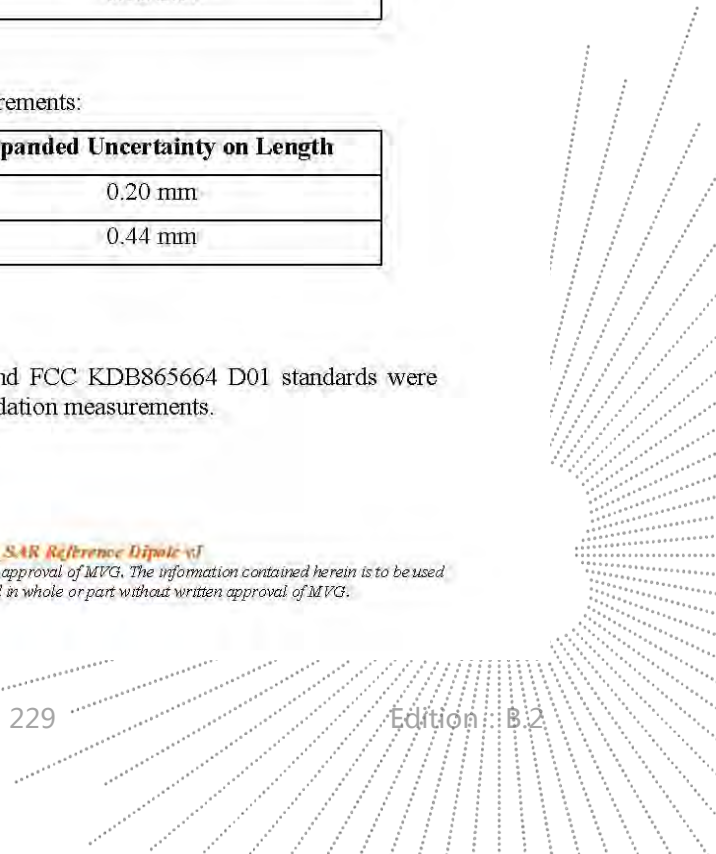 rements:
panded Uncertainty on Length
0.20 mm
0.44 mm
nd FCC KDB865664 D01 standards were
dation measurements.
SAR Reference Dipole vJ
approval of MVG. The information contained herein is to be used
in whole or part without written approval of MVG.
229
Edition : B.2